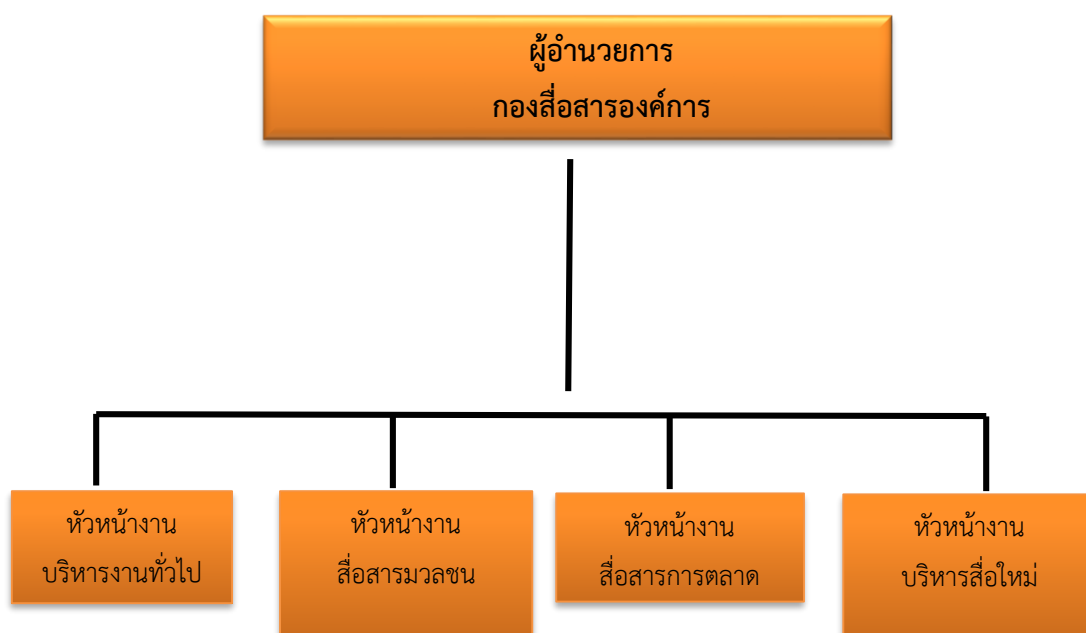 ผู้อำนวยการ
กองสื่อสารองค์การ
หัวหน้างาน
บริหารงานทั่วไป
หัวหน้างาน
สื่อสารมวลชน
หัวหน้างาน
สื่อสารการตลาด
หัวหน้างาน
บริหารสื่อใหม่